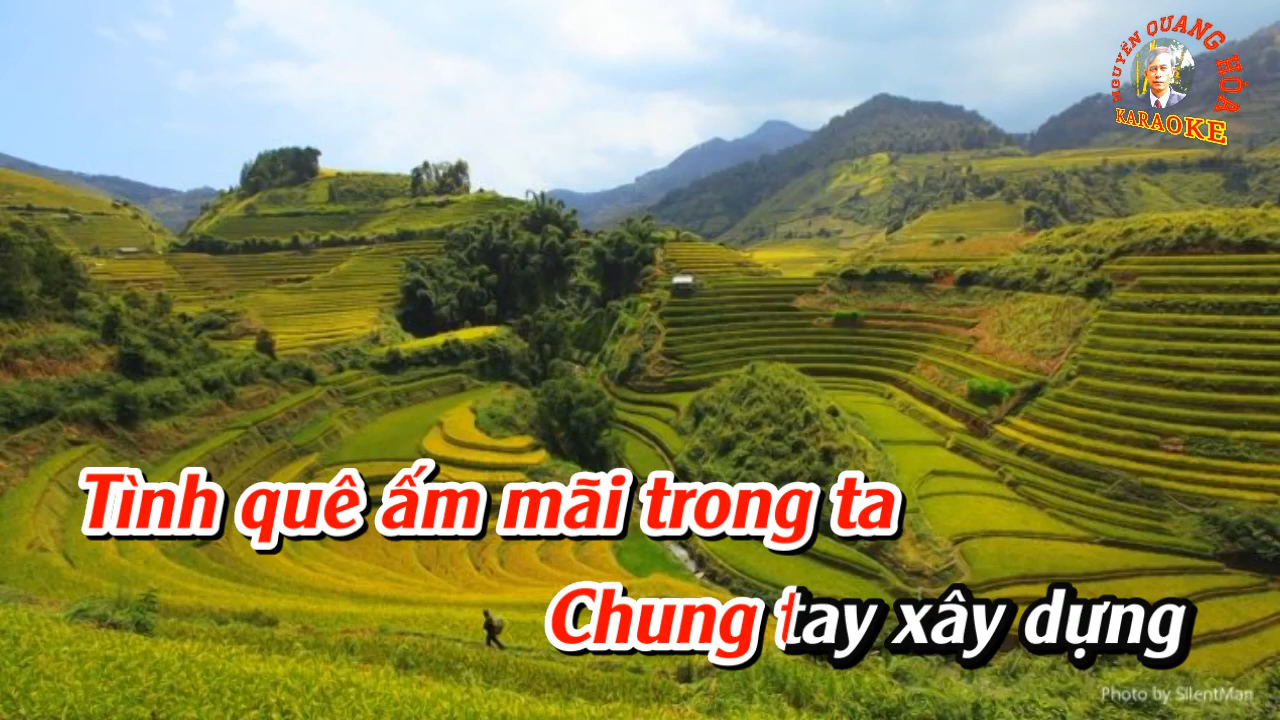 NGUYỄN QUANG HÒA
KARAOKE
Tình quê ấm mãi trong ta
Chung tay xây dựng
Photo by SilentMan